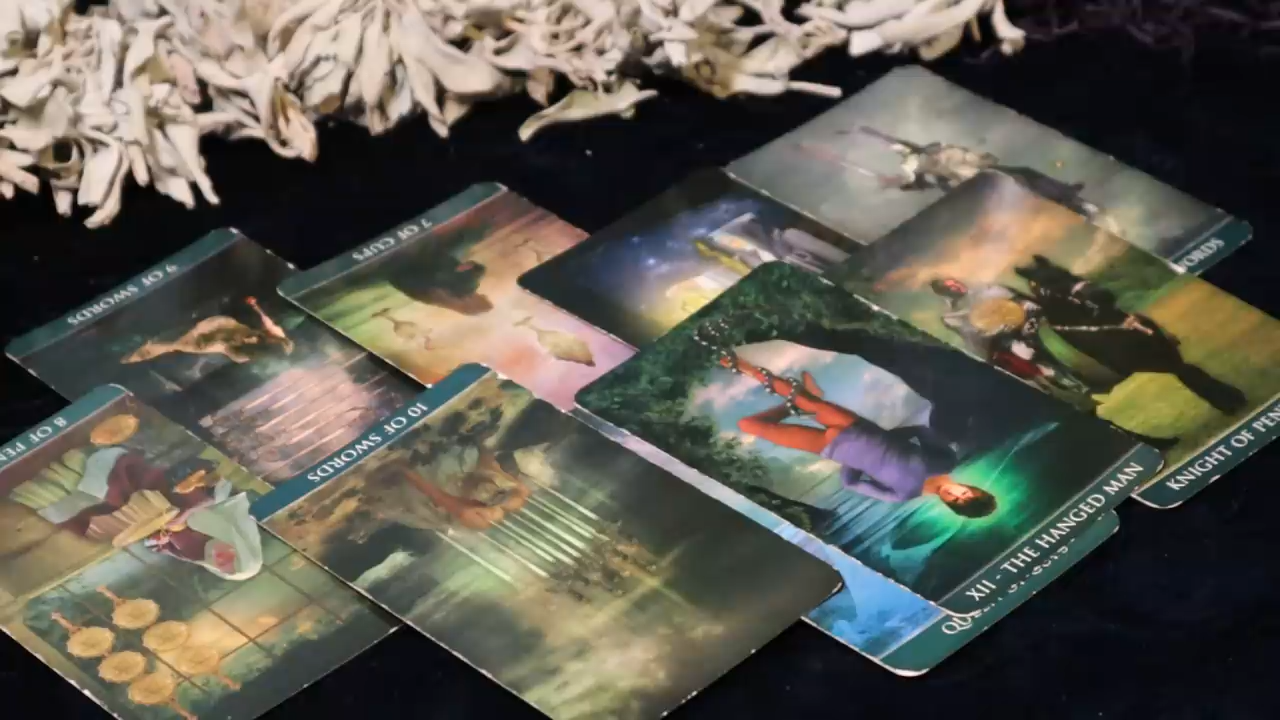 7 OF CUPS
9 OF SWORDS
8 OF PE
10 OF SWORDS
ORDS
KNIGHT OF PEN
XII - THE HANGED MAN